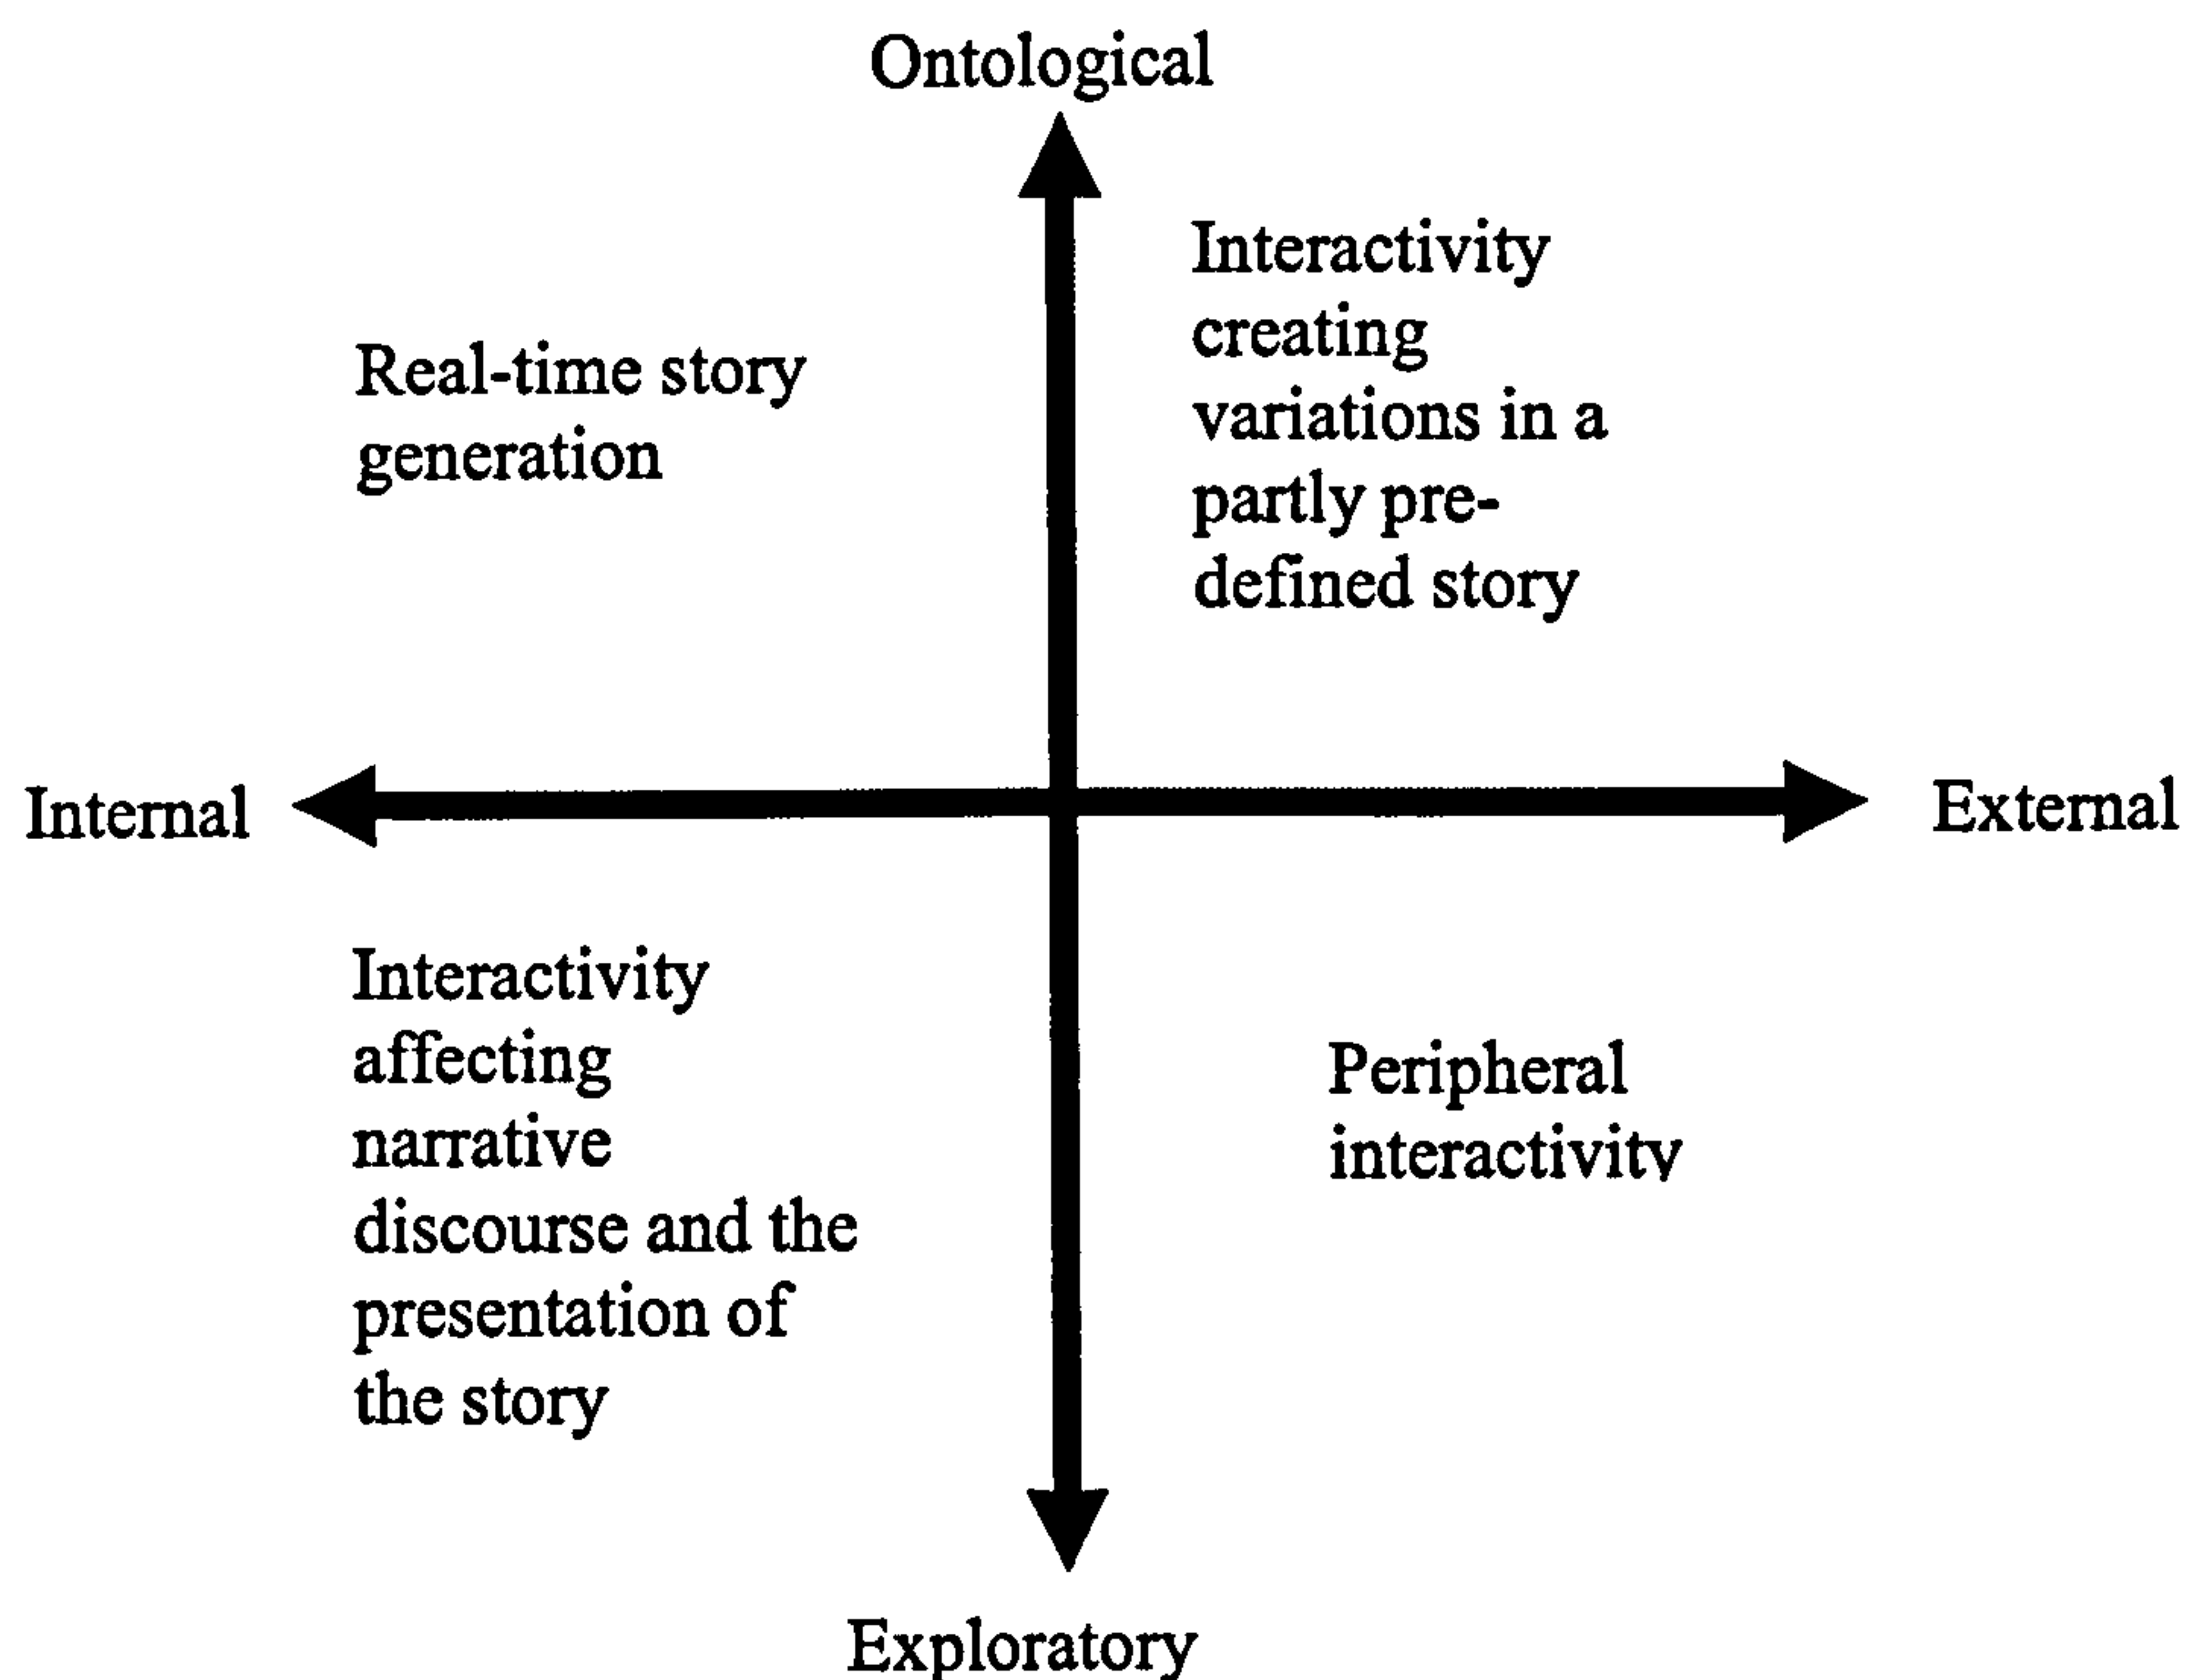 Ontological
Real-time story
generation
Interactivity
creating
variations in a
partly pre-
defined story
Internal
External
Interactivity
affecting
narrative
discourse and the
presentation of
the story
Peripheral
interactivity
Exploratory